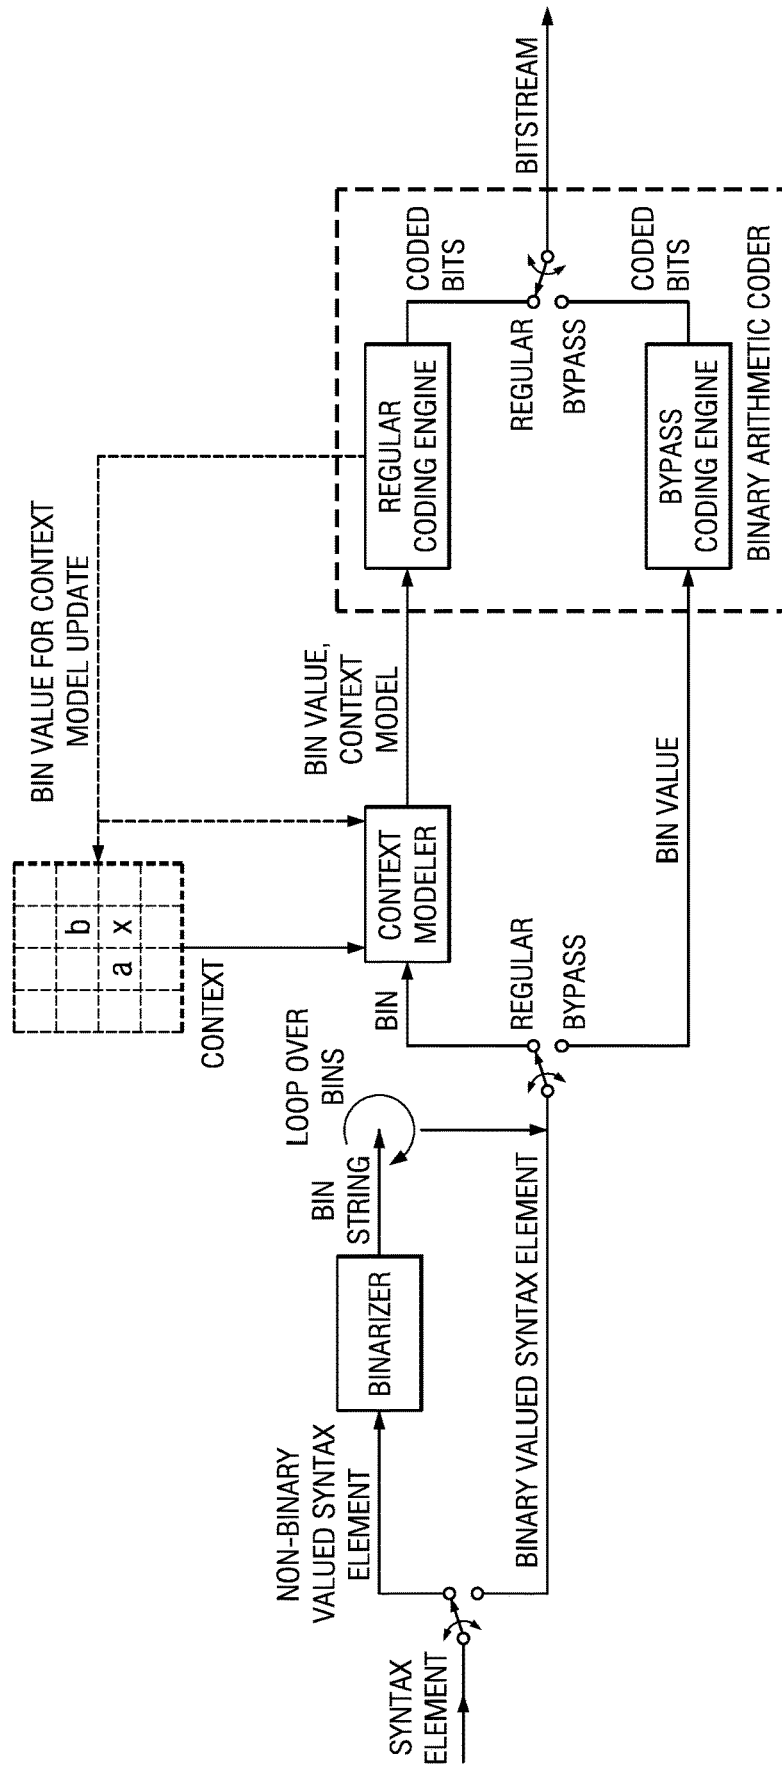 SYNTAX
ELEMENT
NON-BINARY
VALUED SYNTAX
ELEMENT
BINARIZER
BIN
STRING
LOOP OVER
BINS
BINARY VALUED SYNTAX ELEMENT
CONTEXT
b
a x
BIN VALUE FOR CONTEXT
MODEL UPDATE
BIN
REGULAR
BYPASS
CONTEXT
MODELER
BIN VALUE,
CONTEXT
MODEL
BIN VALUE
REGULAR
CODING ENGINE
BYPASS
CODING ENGINE
CODED
BITS
REGULAR
BYPASS
CODED
BITS
BINARY ARITHMETIC CODER
BITSTREAM